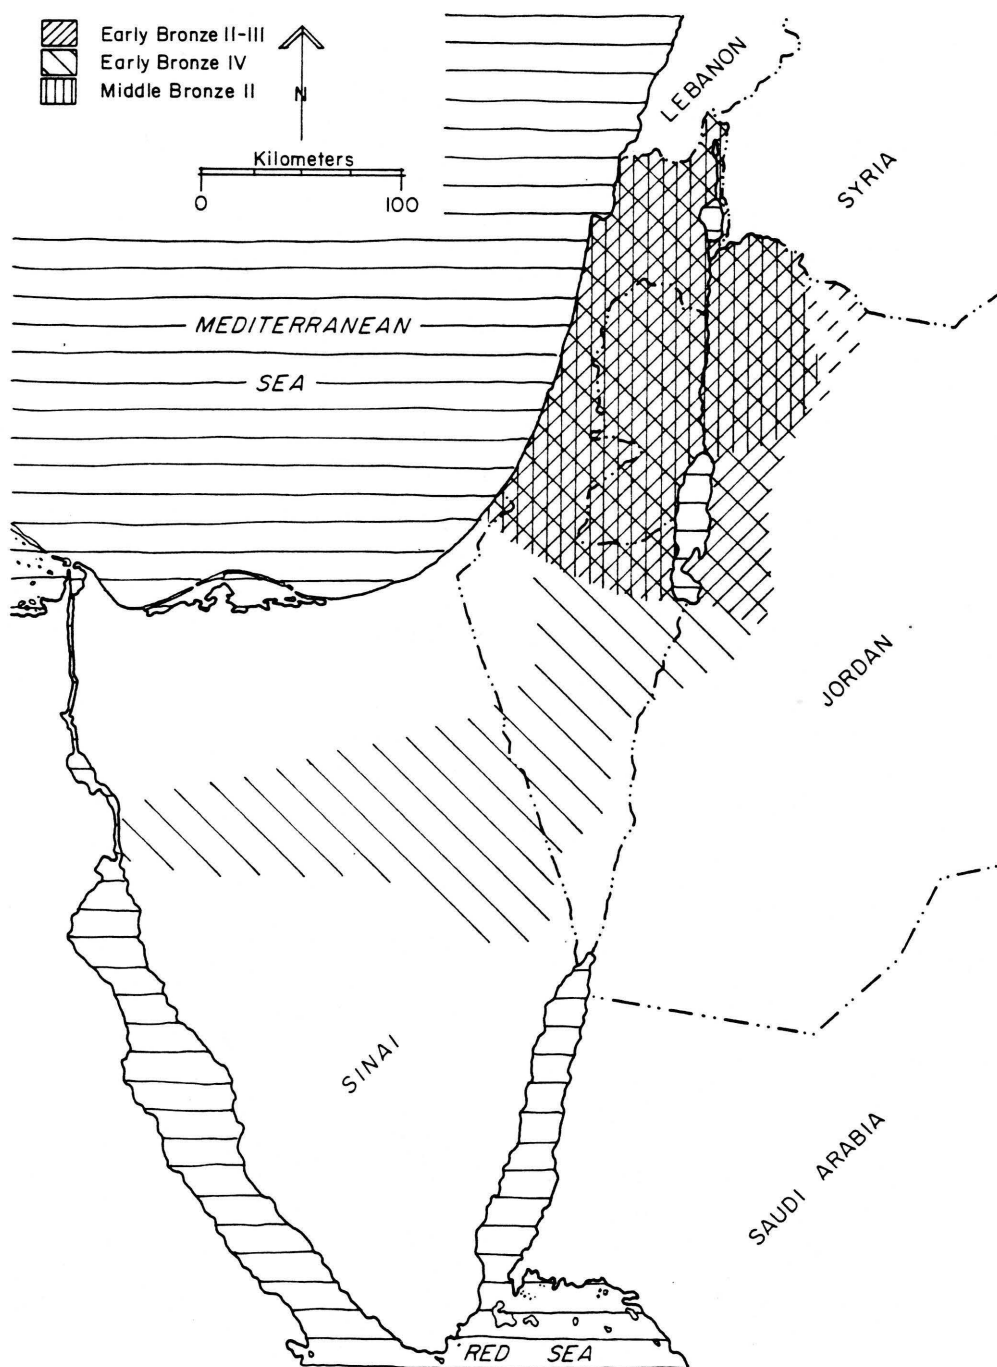 Early Bronze II-III
Early Bronze IV
Middle Bronze II
N
Kilometers
0 100
LEBANON
SYRIA
MEDITERRANEAN
SEA
JORDAN
SINAI
SAUDI ARABIA
RED SEA